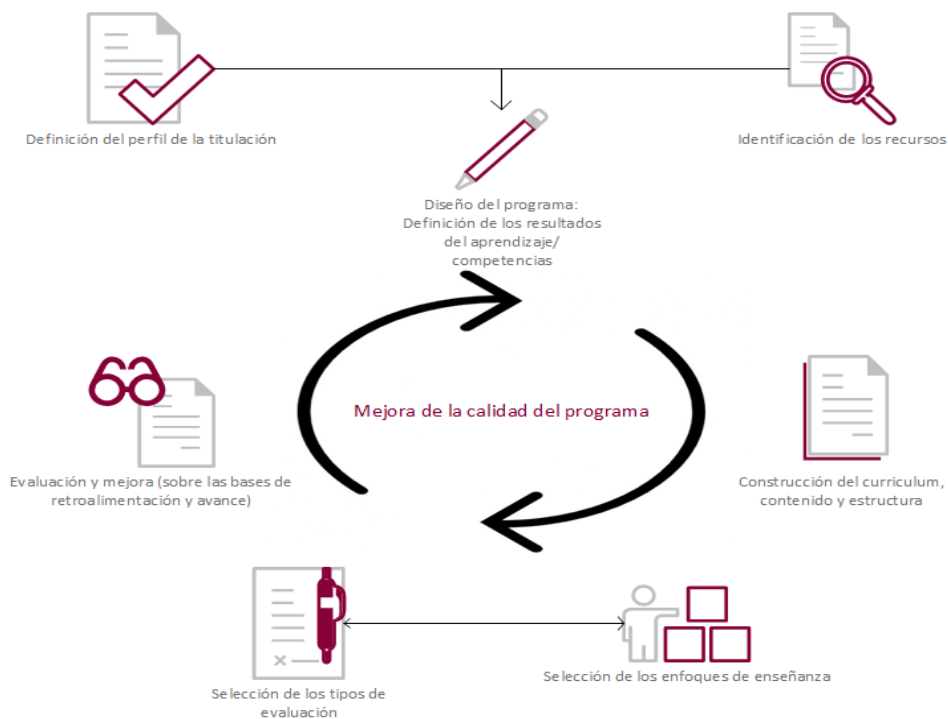 Definición del perfil de la titulación
Identificación de los recursos
Diseño del programa:
Definición de los resultados
del aprendizaje/
competencias
Mejora de la calidad del programa
Evaluación y mejora (sobre las bases de
retroalimentación y avance)
Construcción del curriculum,
contenido y estructura
Selección de los tipos de
evaluación
Selección de los enfoques de enseñanza